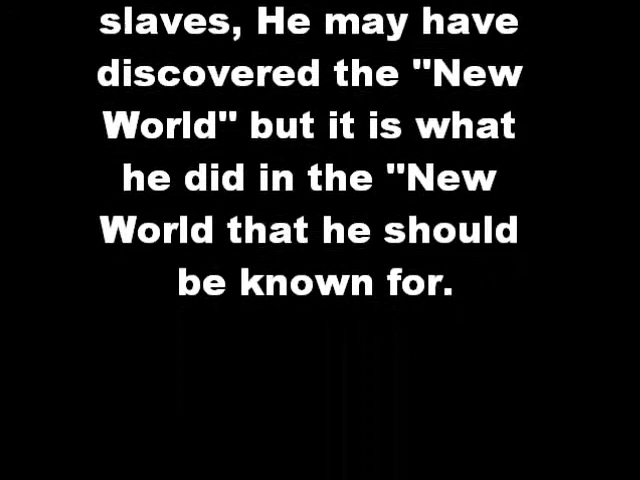 slaves, He may have
discovered the "New
World" but it is what
he did in the "New
World that he should
be known for.